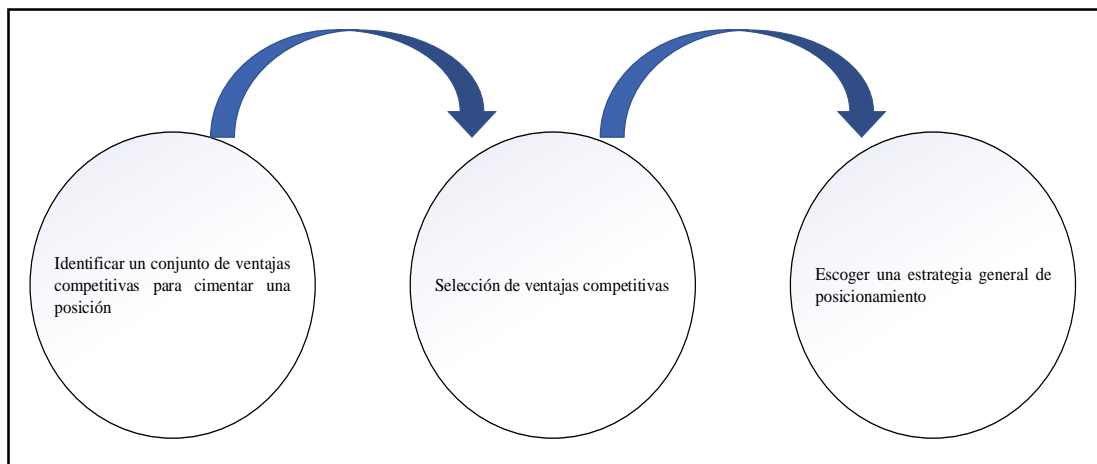 Identificar un conjunto de ventajas
competitivas para cimentar una
posición
Selección de ventajas competitivas
Escoger una estrategia general de
posicionamiento